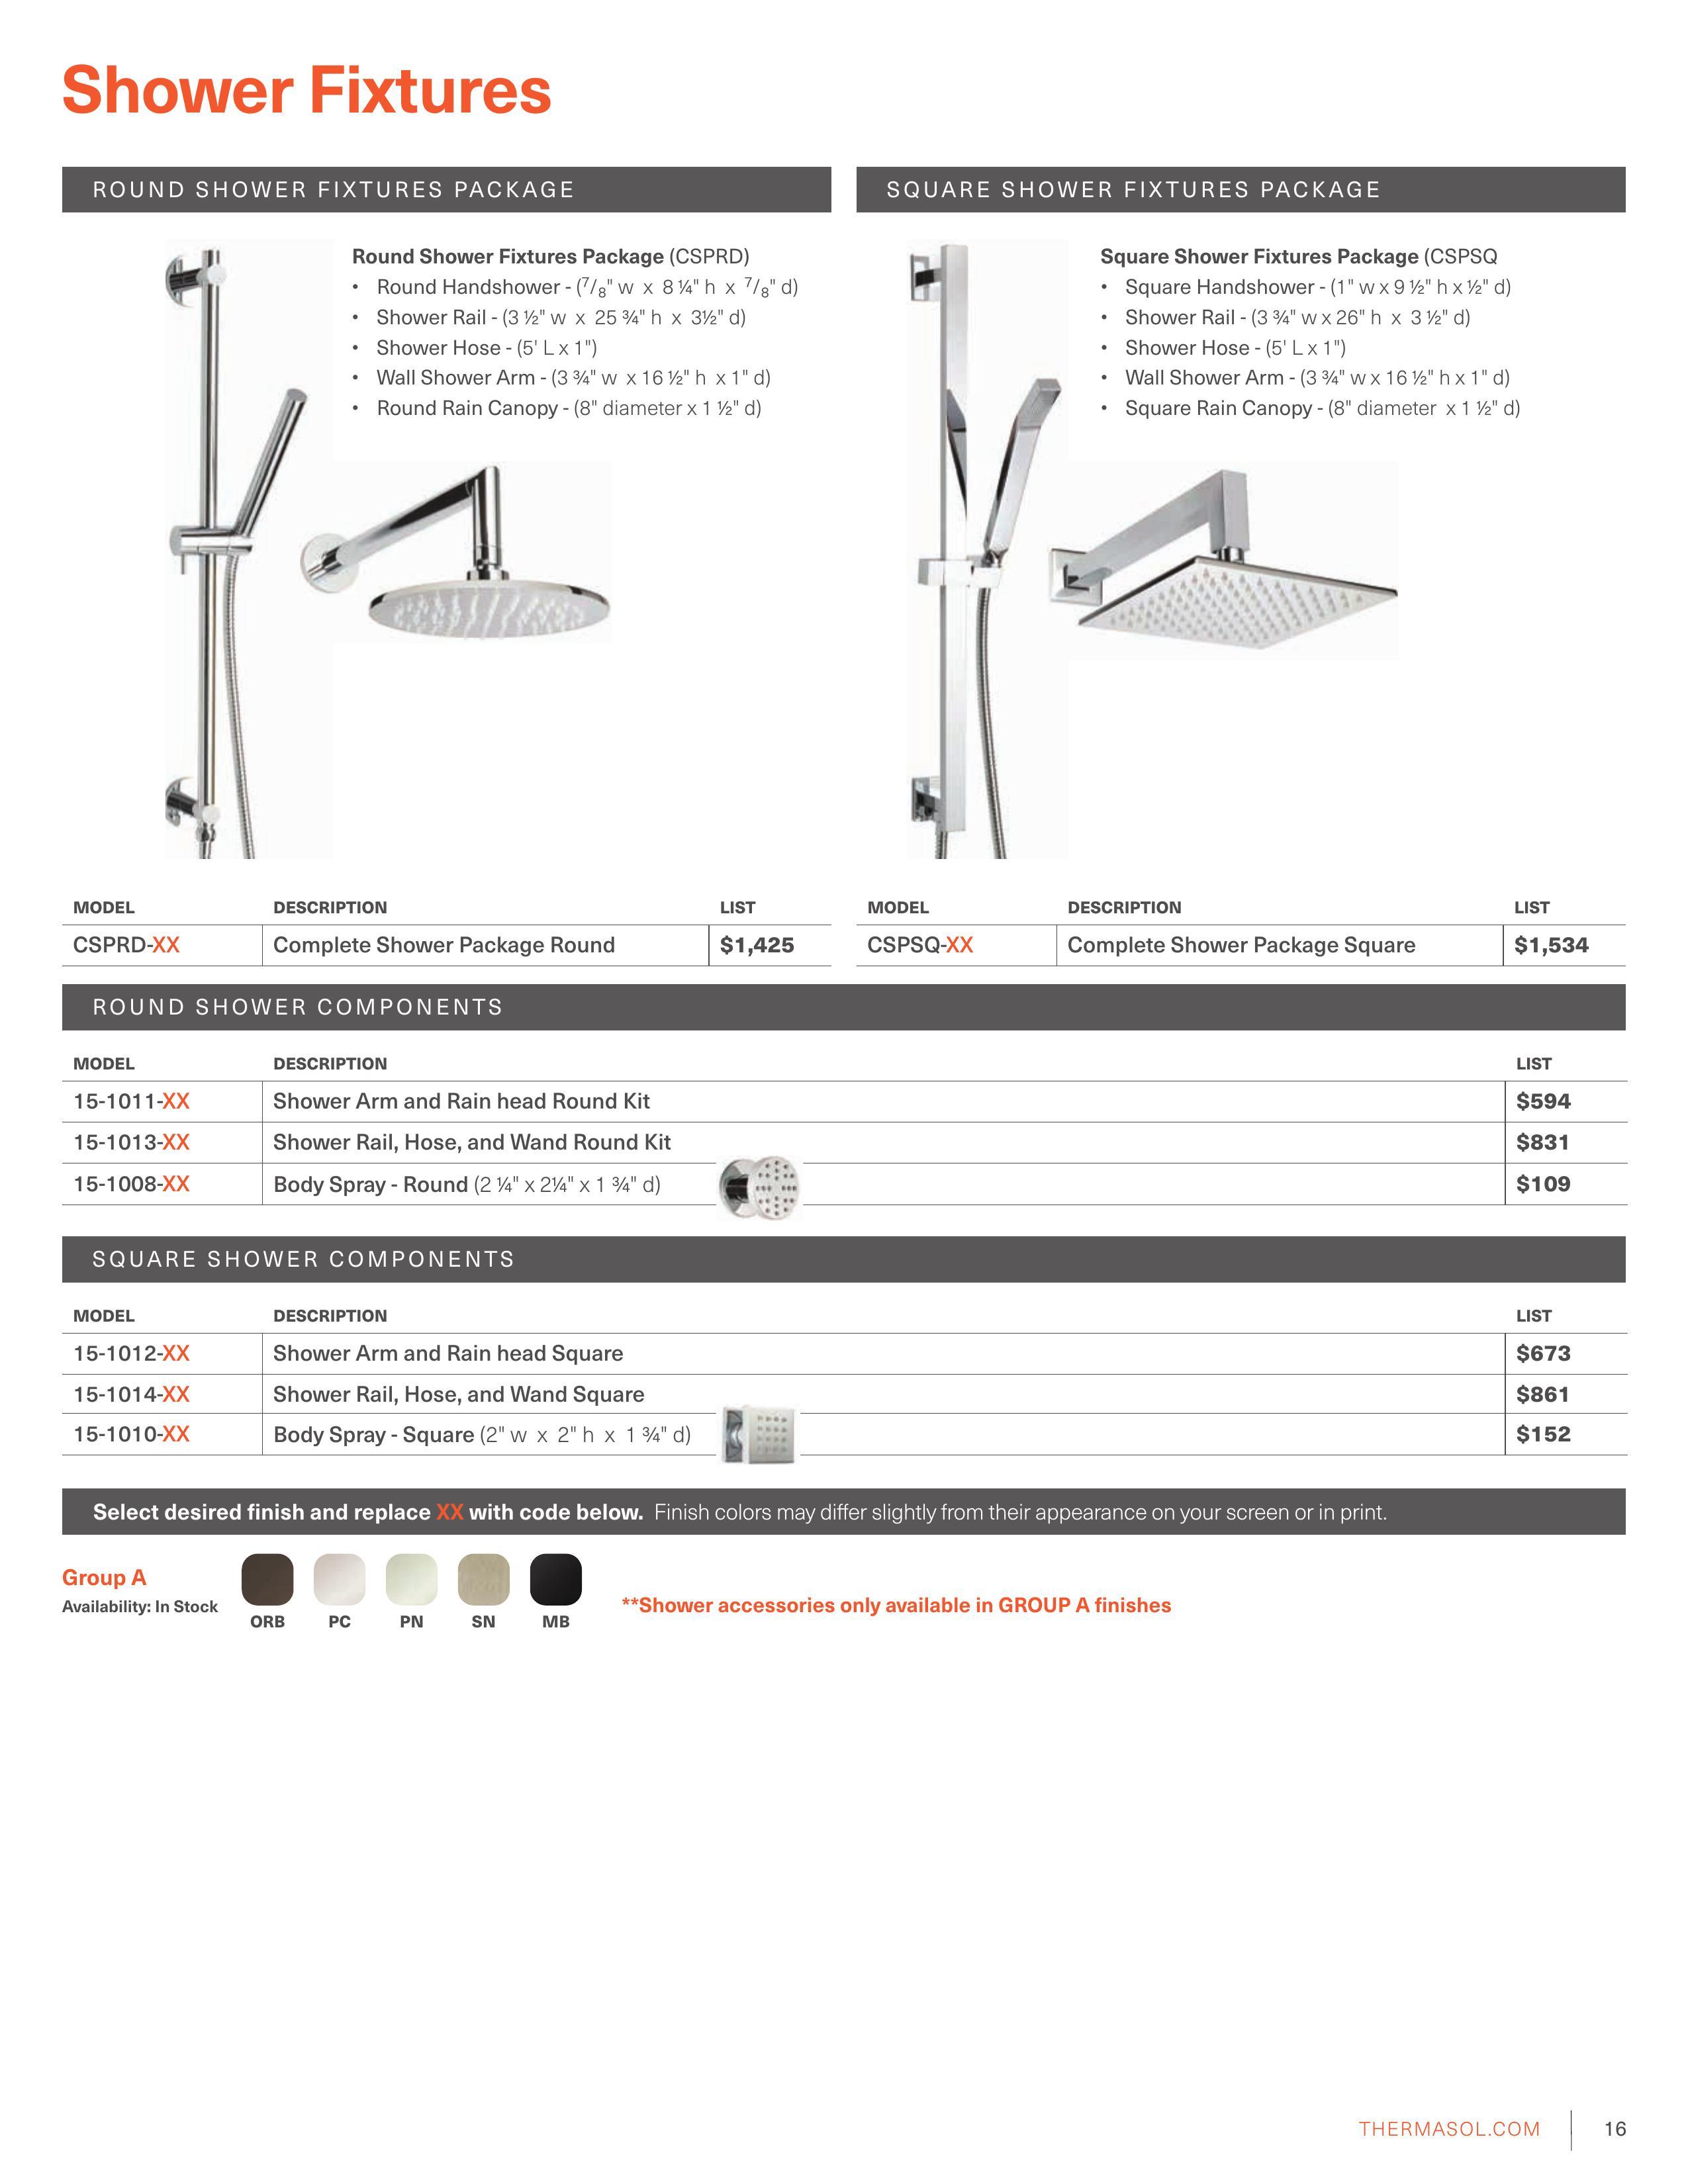 Shower Fixtures
ROUND SHOWER FIXTURES PACKAGE
Round Shower Fixtures Package (CSPRD)
• Round Handshower - (7/8" w x 8 ¼" h x 7/8" d)
• Shower Rail - (3 ½" w x 25 ¾" h x 3½" d)
• Shower Hose - (5' L x 1")
• Wall Shower Arm - (3 ¾" w x 16 ½" h x 1" d)
• Round Rain Canopy - (8" diameter x 1 ½" d)
MODEL DESCRIPTION LIST
CSPRD-XX Complete Shower Package Round $1,425
SQUARE SHOWER FIXTURES PACKAGE
Square Shower Fixtures Package (CSPSQ
• Square Handshower - (1" w x 9 ½" h x ½" d)
• Shower Rail - (3 ¾" w x 26" h x 3 ½" d)
• Shower Hose - (5' L x 1")
• Wall Shower Arm - (3 ¾" w x 16 ½" h x 1" d)
• Square Rain Canopy - (8" diameter x 1 ½" d)
MODEL DESCRIPTION LIST
CSPSQ-XX Complete Shower Package Square $1,534
ROUND SHOWER COMPONENTS
MODEL DESCRIPTION LIST
15-1011-XX Shower Arm and Rain head Round Kit $594
15-1013-XX Shower Rail, Hose, and Wand Round Kit $831
15-1008-XX Body Spray - Round (2 ¼" x 2¼" x 1 ¾" d) $109
SQUARE SHOWER COMPONENTS
MODEL DESCRIPTION LIST
15-1012-XX Shower Arm and Rain head Square $673
15-1014-XX Shower Rail, Hose, and Wand Square $861
15-1010-XX Body Spray - Square (2" w x 2" h x 1 ¾" d) $152
Select desired finish and replace XX with code below. Finish colors may differ slightly from their appearance on your screen or in print.
Group A
Availability: In Stock
ORB PC PN SN MB
**Shower accessories only available in GROUP A finishes
THERMASOL.COM 16